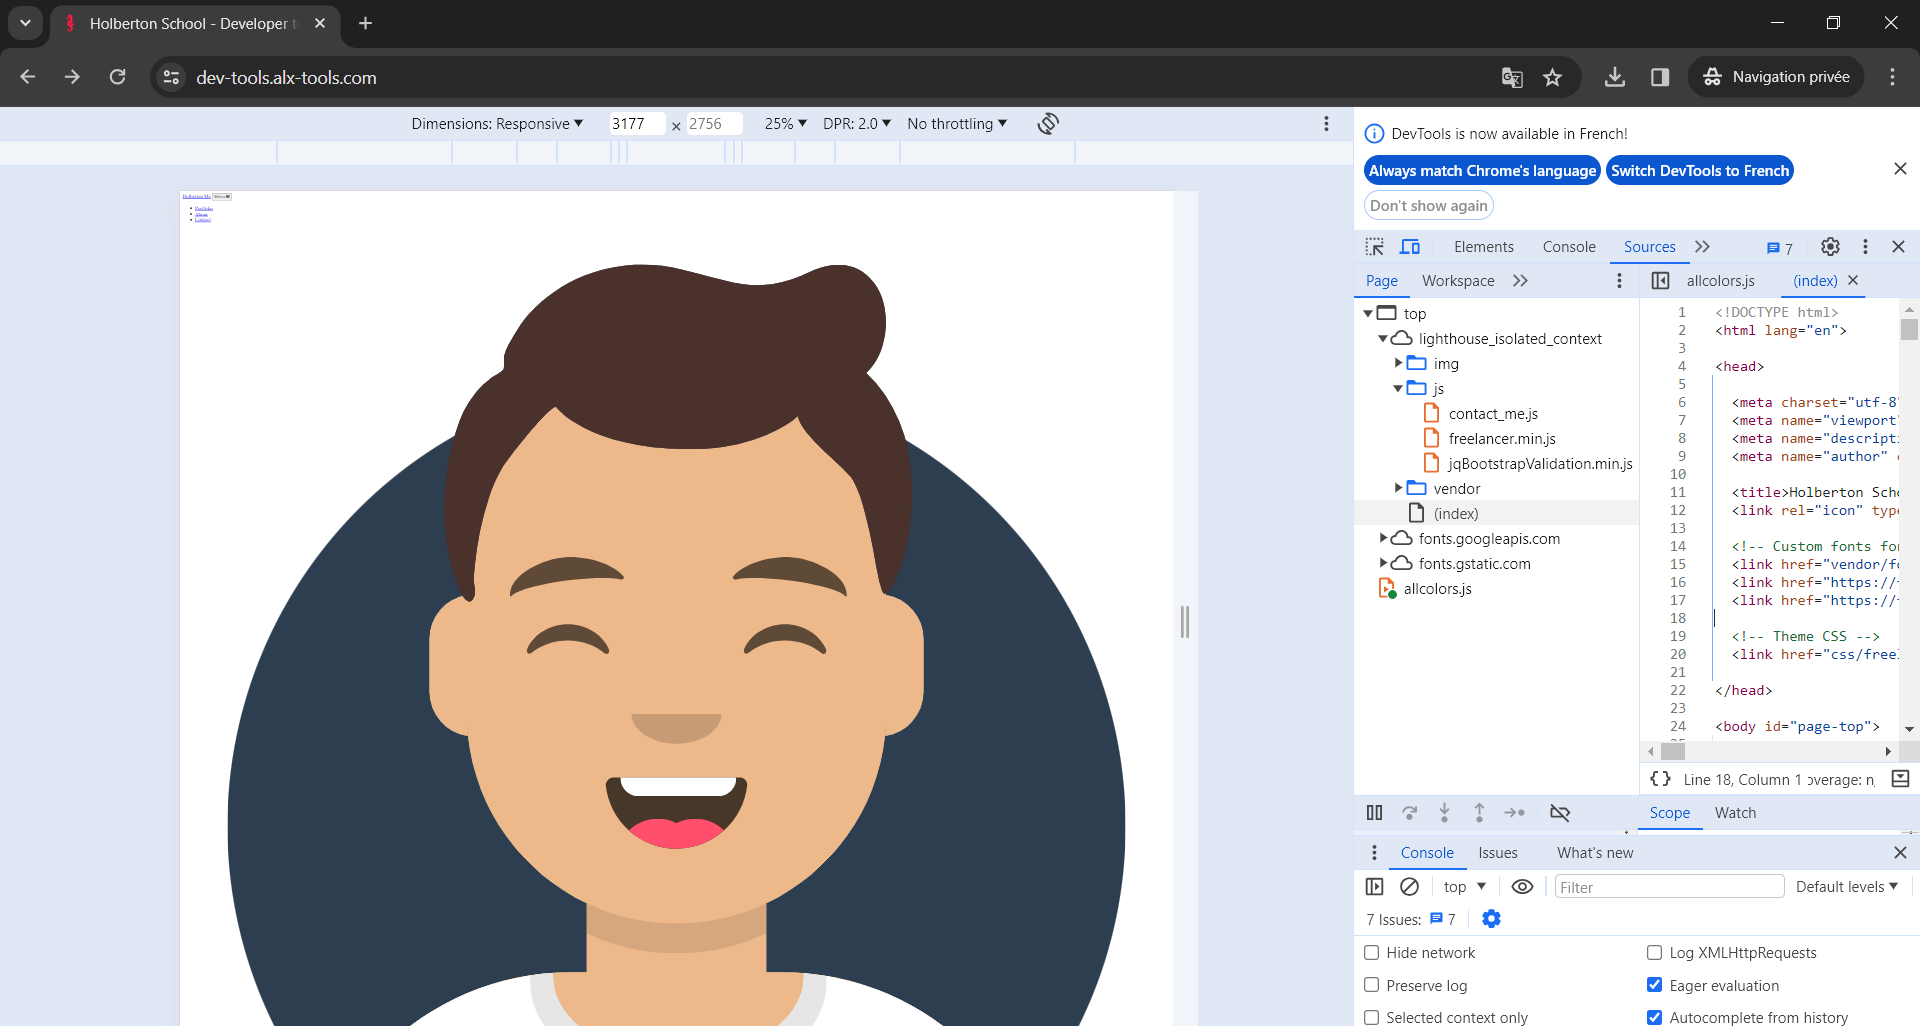 Holberton School - Developer t
dev-tools.alx-tools.com
Navigation privée
Dimensions: Responsive
3177 × 2756
25%
DPR: 2.0
No throttling
DevTools is now available in French!
Always match Chrome's language
Switch DevTools to French
Don't show again
Holberton Me
Menu
Portfolio
About
Contact
Elements
Console
Sources
7
Page
Workspace
allcolors.js
(index)
top
lighthouse_isolated_context
img
js
contact_me.js
freelancer.min.js
jqBootstrapValidation.min.js
vendor
(index)
fonts.googleapis.com
fonts.gstatic.com
allcolors.js
1 <!DOCTYPE html>
2 <html lang="en">
3
4 <head>
5
6 <meta charset="utf-8"
7 <meta name="viewport"
8 <meta name="descript
9 <meta name="author"
10
11 <title>Holberton Sch
12 <link rel="icon" type
13
14 <!-- Custom fonts fo
15 <link href="vendor/f
16 <link href="https://
17 <link href="https://
18
19 <!-- Theme CSS -->
20 <link href="css/free
21
22 </head>
23
24 <body id="page-top">
{} Line 18, Column 1 overage: n
Scope
Watch
Console
Issues
What's new
top
Filter
Default levels
7 Issues: 7
Hide network
Log XMLHttpRequests
Preserve log
Eager evaluation
Selected context only
Autocomplete from history